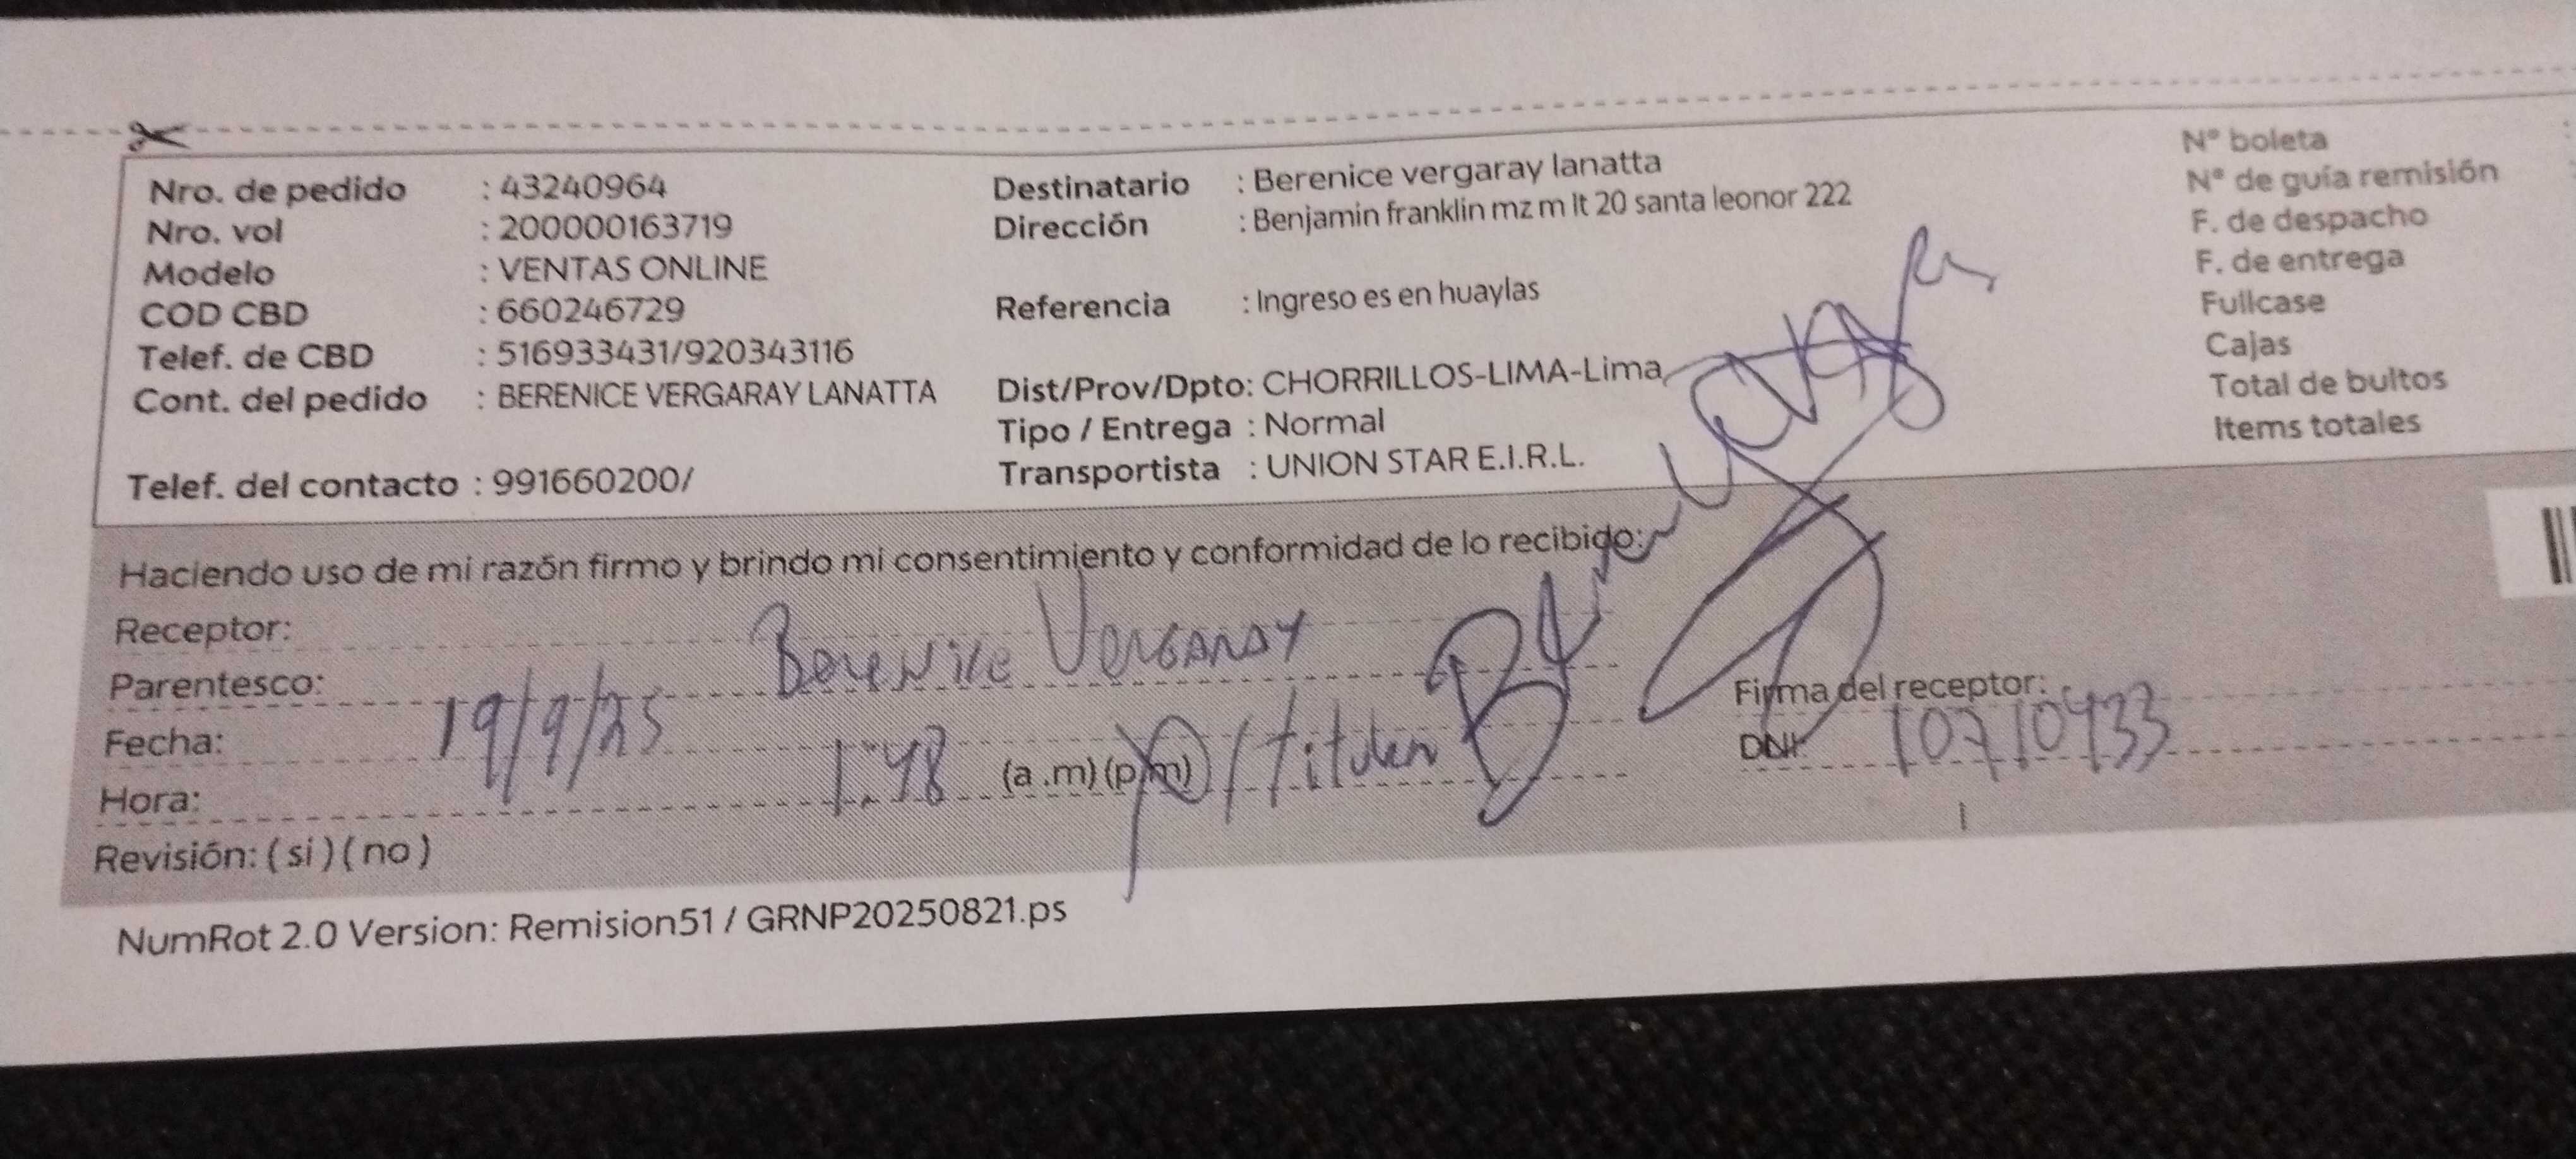 Nro. de pedido : 43240964
Nro. vol : 200000163719
Modelo : VENTAS ONLINE
COD CBD : 660246729
Telef. de CBD : 516933431/920343116
Cont. del pedido : BERENICE VERGARAY LANATTA
Telef. del contacto : 991660200/
Destinatario : Berenice vergaray lanatta
Dirección : Benjamin franklin mz m lt 20 santa leonor 222
Referencia : Ingreso es en huaylas
Dist/Prov/Dpto: CHORRILLOS-LIMA-Lima
Tipo / Entrega : Normal
Transportista : UNION STAR E.I.R.L.
N° boleta :
N° de guía remisión :
F. de despacho
F. de entrega
Fullcase
Cajas
Total de bultos
Items totales
Haciendo uso de mi razón firmo y brindo mi consentimiento y conformidad de lo recibido:
Receptor:
Berenice Vergaray
Parentesco:
Fecha: 19/9/25
Hora: 1:48 (a .m) (p.m) / titular
Revisión: ( si ) ( no )
Firma del receptor:
DNI: 10710433
NumRot 2.0 Version: Remision51 / GRNP20250821.ps